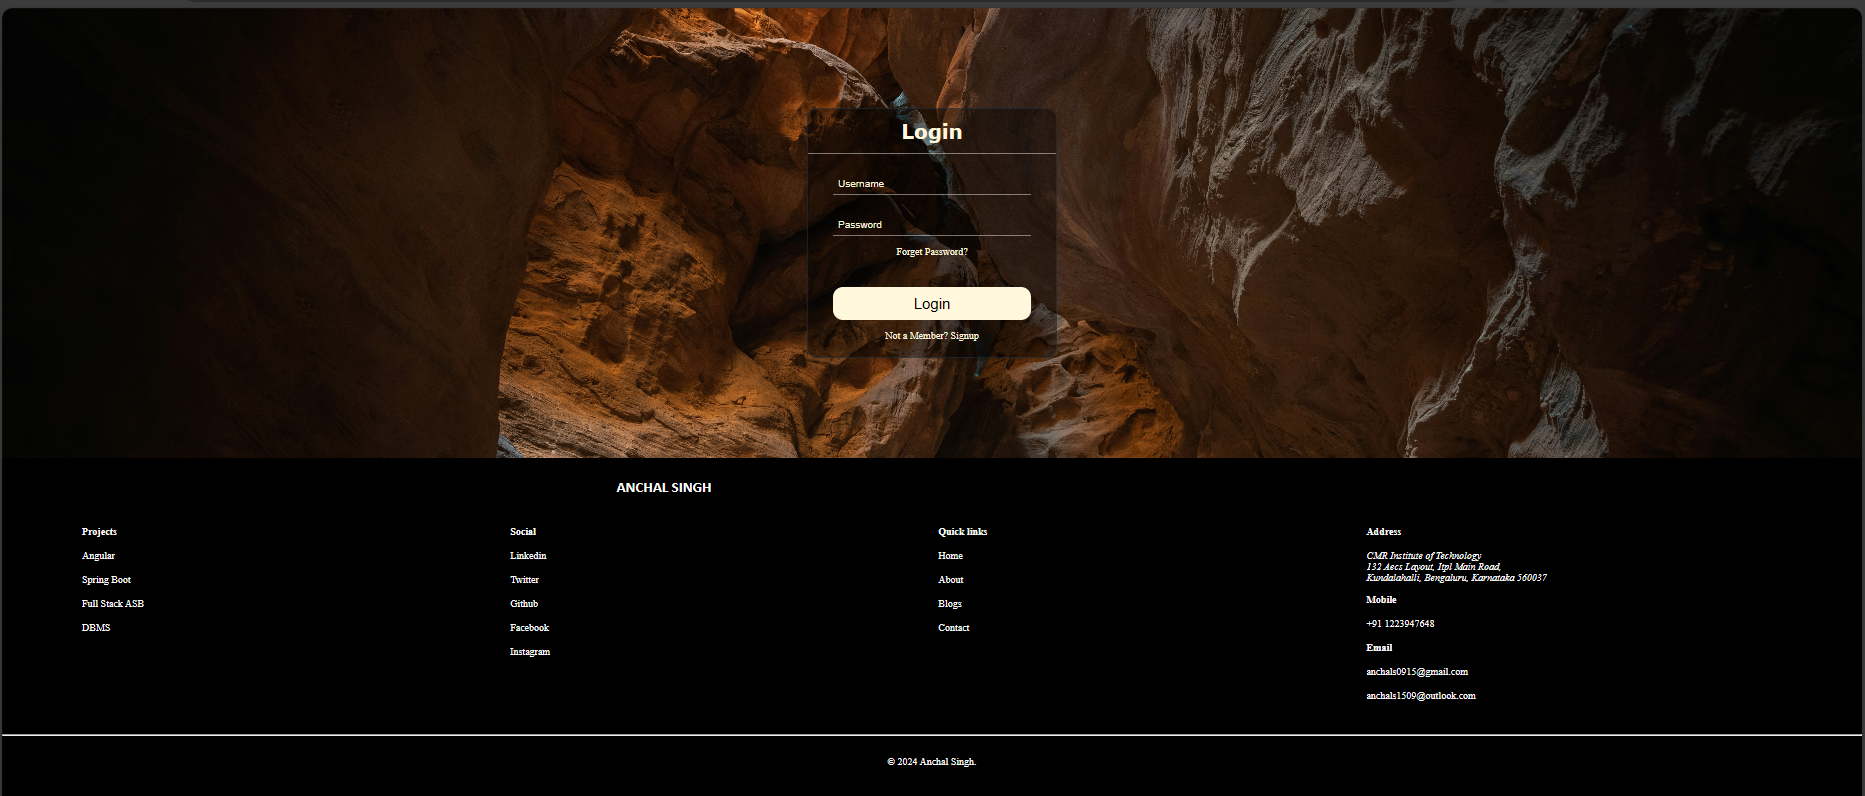 Login
Username
Password
Forget Password?
Login
Not a Member? Signup
ANCHAL SINGH
Projects
Angular
Spring Boot
Full Stack ASB
DBMS
Social
Linkedin
Twitter
Github
Facebook
Instagram
Quick links
Home
About
Blogs
Contact
Address
CMR Institute of Technology
132 Aecs Layout, Itpl Main Road,
Kundalahalli, Bengaluru, Karnataka 560037
Mobile
+91 1223947648
Email
anchals0915@gmail.com
anchals1509@outlook.com
© 2024 Anchal Singh.